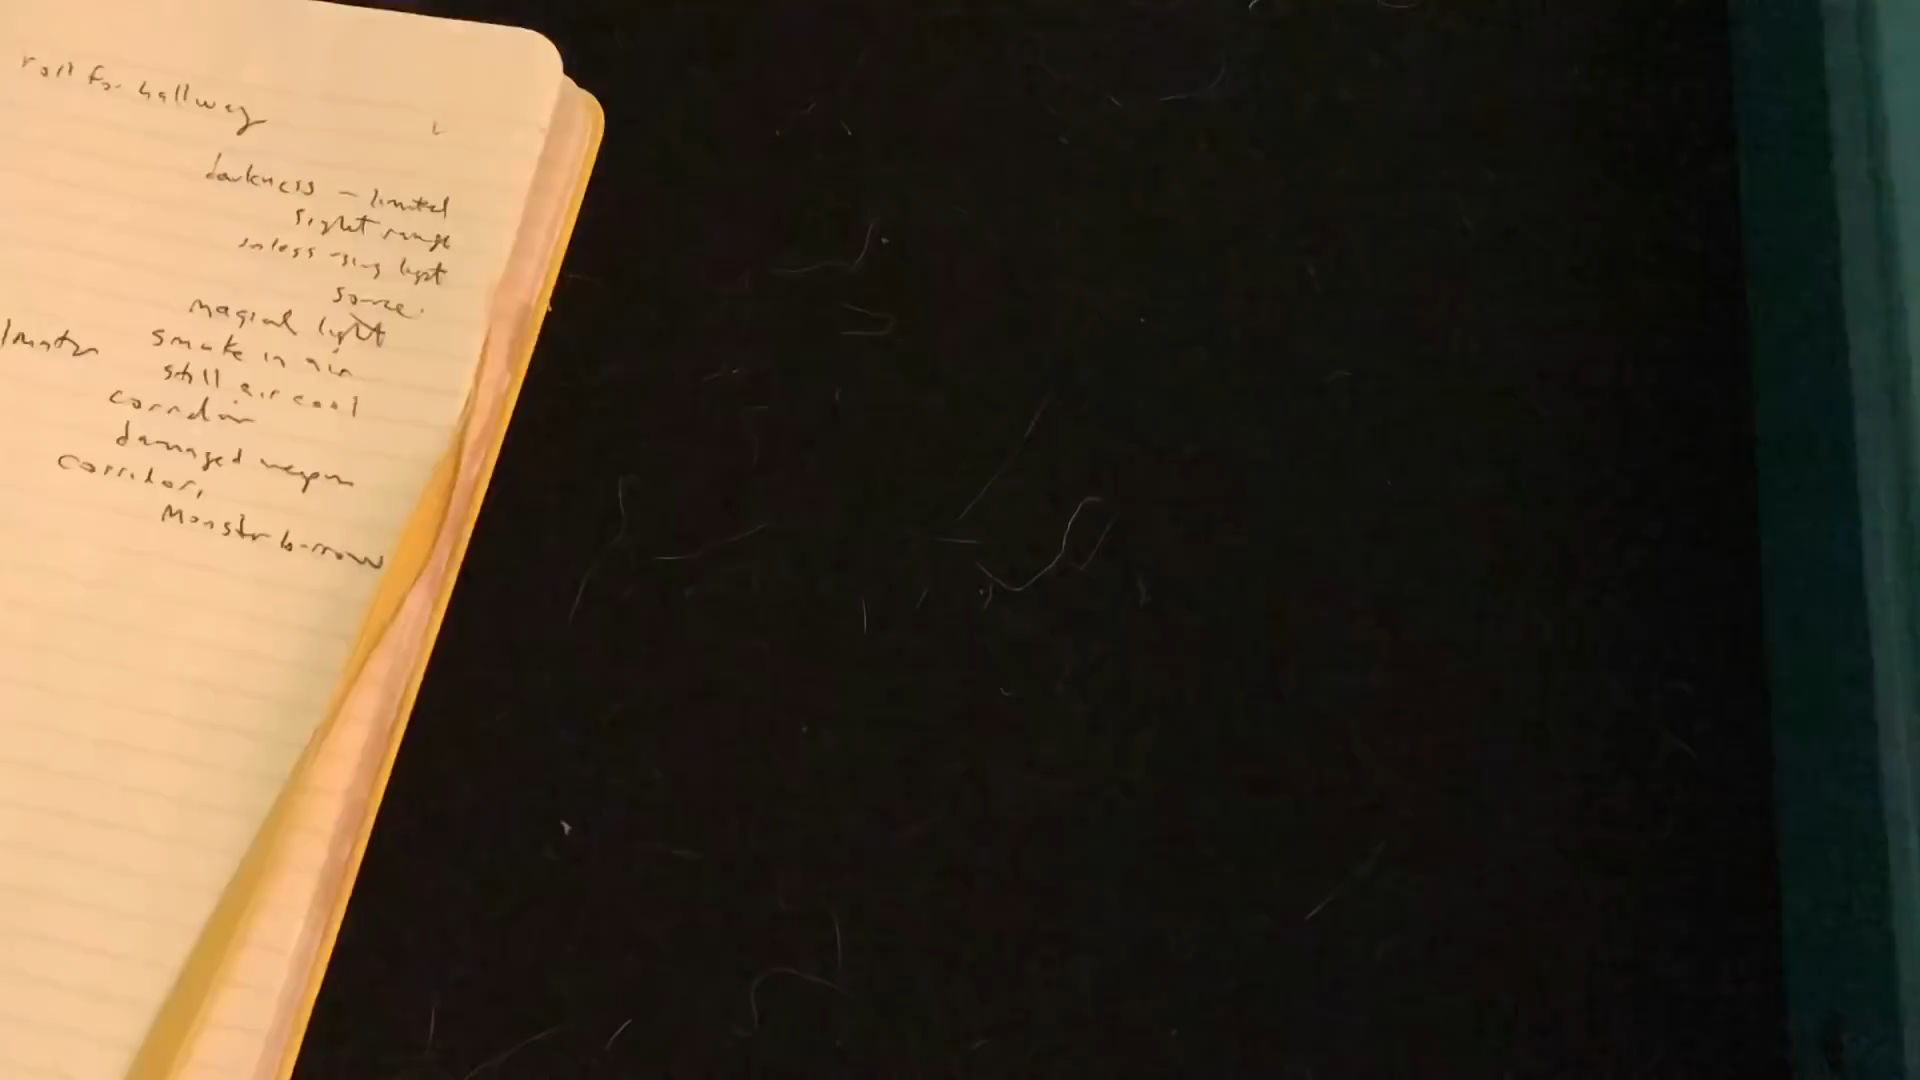 roll for hallway
darkness – limited
sight range
unless using light
source.
magical light
smoke in air
still air cool
corridor
damaged weapon
corridor,
Monster burrow